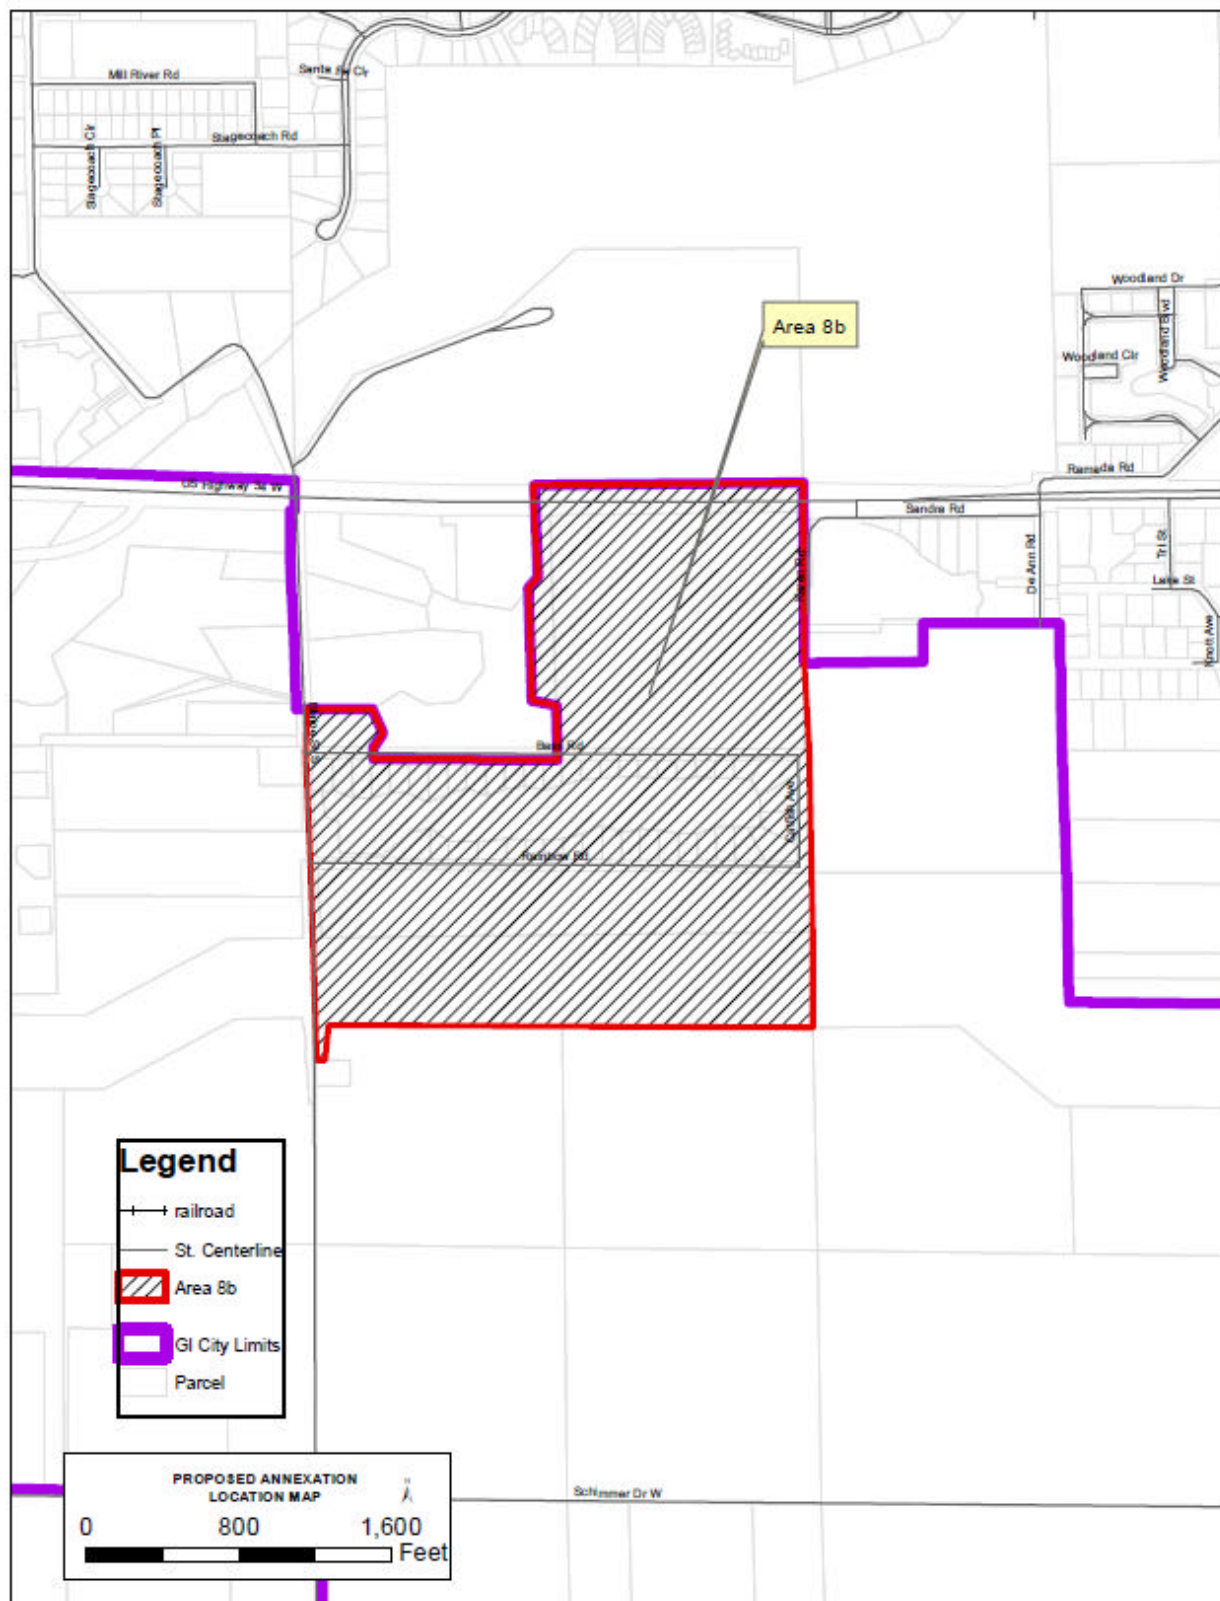 Mill River Rd
Santa Fe Cir
Stagecoach Rd
Stagecoach Cir
Stagecoach Pl
Woodland Dr
Area 8b
Woodland Blvd
Woodland Cir
Ramada Rd
US Highway 34 W
Sandra Rd
Tri St
De Ann Rd
Lake St
Knott Ave
Bass Rd
Rainbow Rd
Legend
railroad
St. Centerline
Area 8b
GI City Limits
Parcel
PROPOSED ANNEXATION
LOCATION MAP
N
0 800 1,600
Feet
Schimmer Dr W